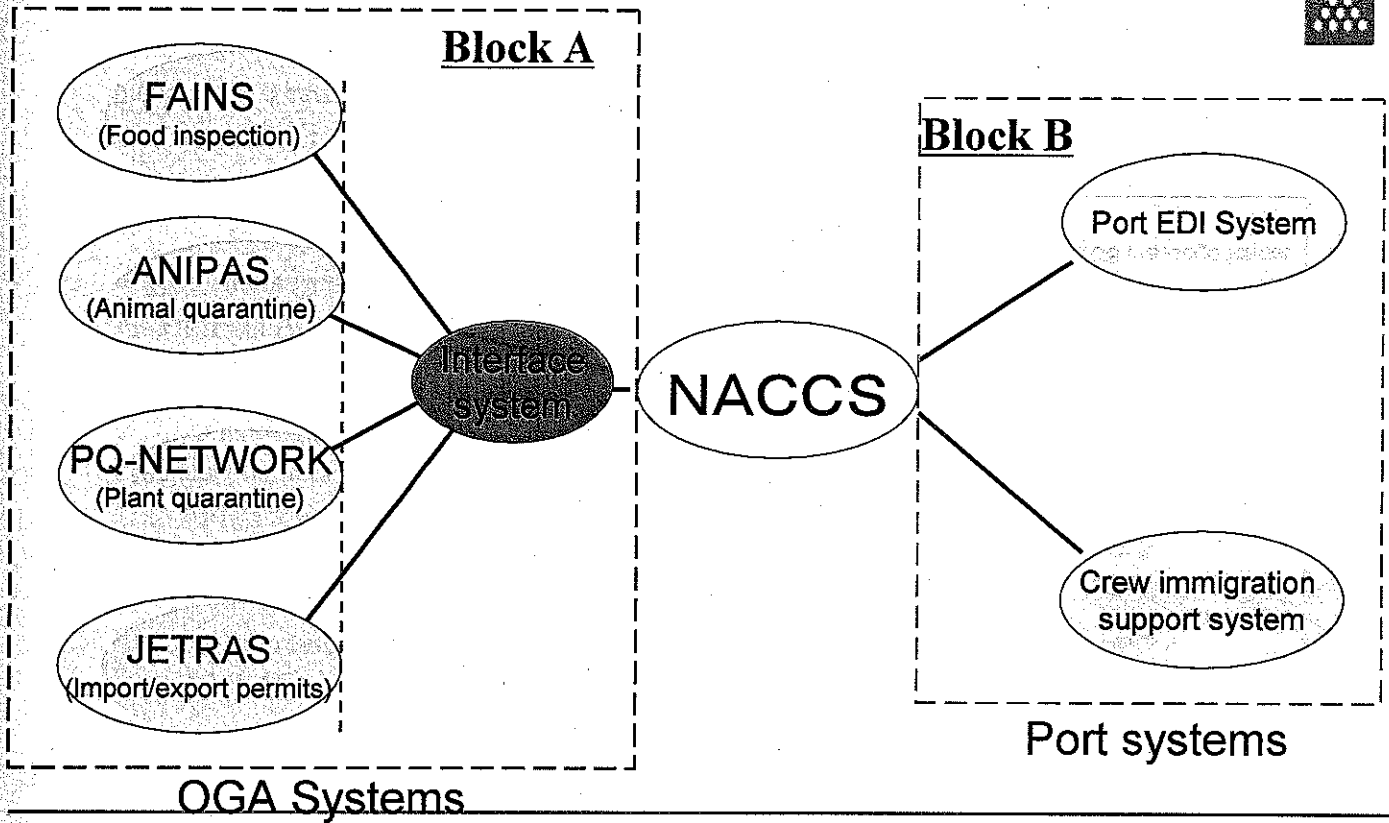 Block A
FAINS
(Food inspection)
ANIPAS
(Animal quarantine)
PQ-NETWORK
(Plant quarantine)
JETRAS
(Import/export permits)
Interface
system
OGA Systems
NACCS
Block B
Port EDI System
Crew immigration
support system
Port systems